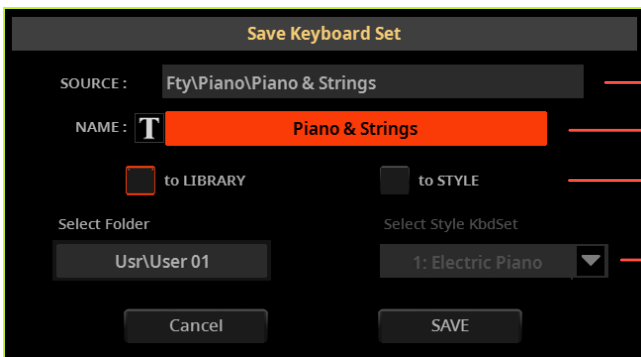 Save Keyboard Set
SOURCE : Fty\Piano\Piano & Strings
NAME : T Piano & Strings
to LIBRARY to STYLE
Select Folder Select Style KbdSet
Usr\User 01 1: Electric Piano
Cancel SAVE